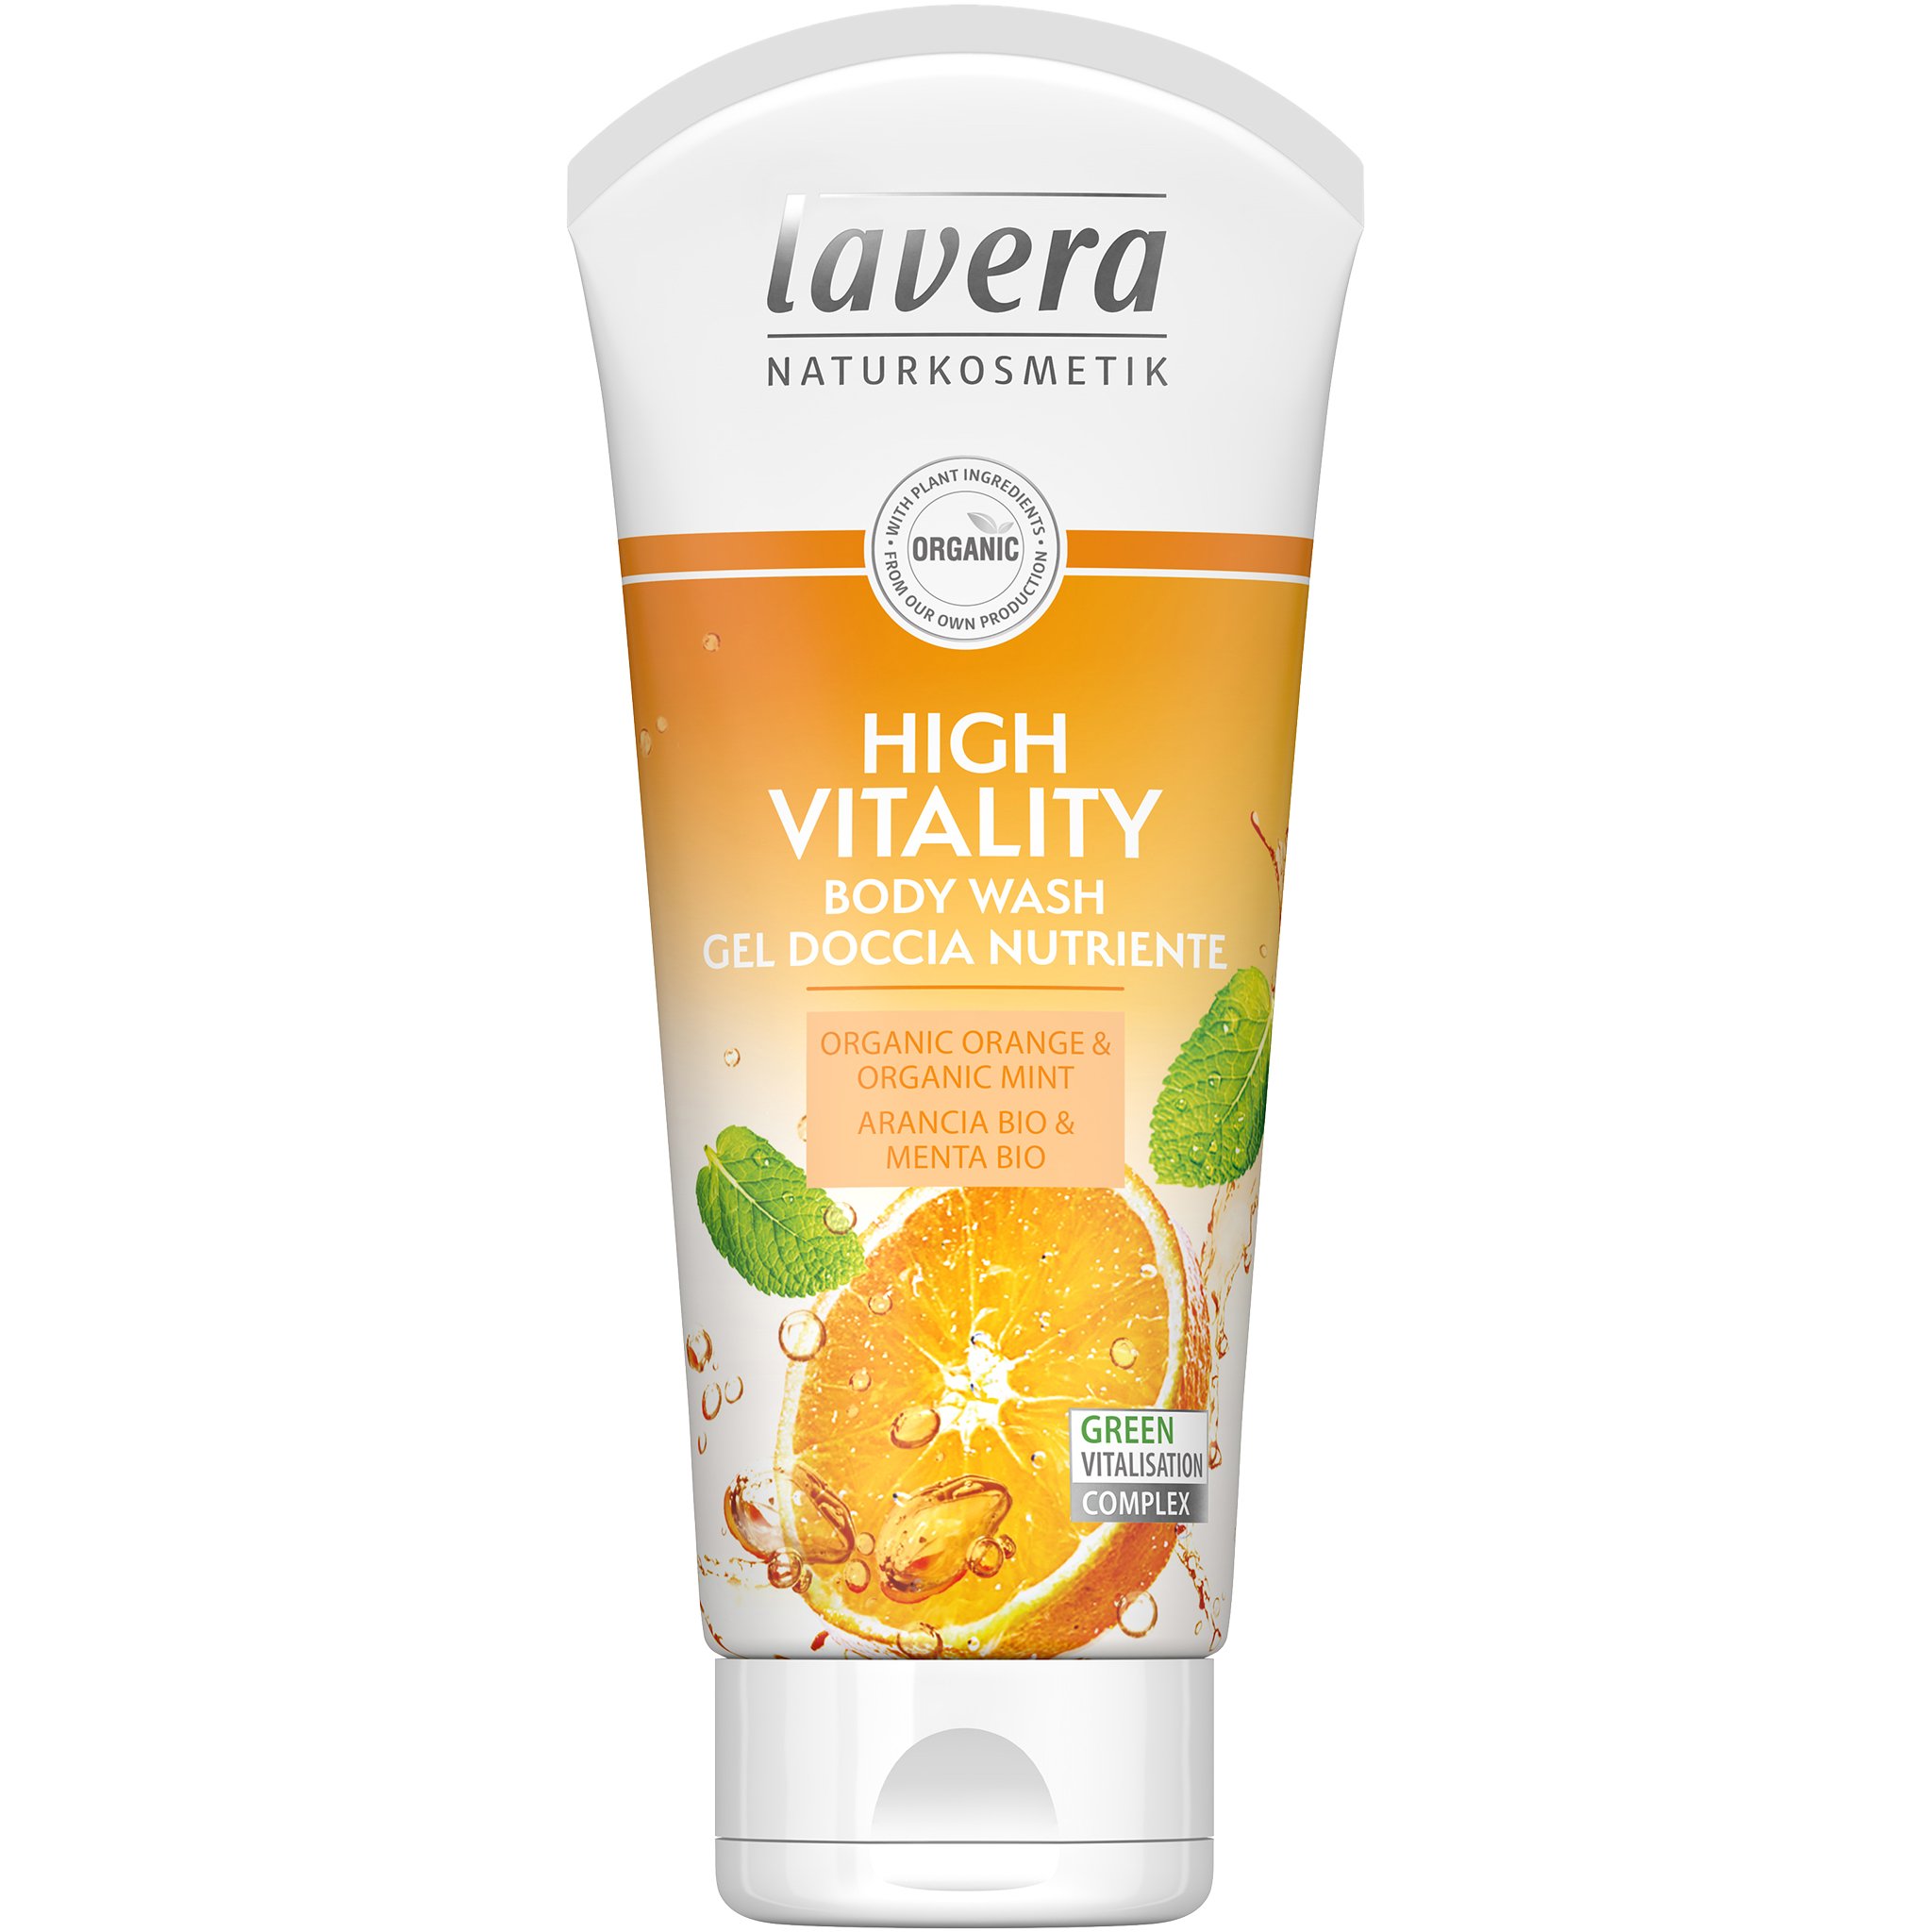 lavera
NATURKOSMETIK
WITH PLANT INGREDIENTS
ORGANIC
FROM OUR OWN PRODUCTION
HIGH
VITALITY
BODY WASH
GEL DOCCIA NUTRIENTE
ORGANIC ORANGE &
ORGANIC MINT
ARANCIA BIO &
MENTA BIO
GREEN
VITALISATION
COMPLEX